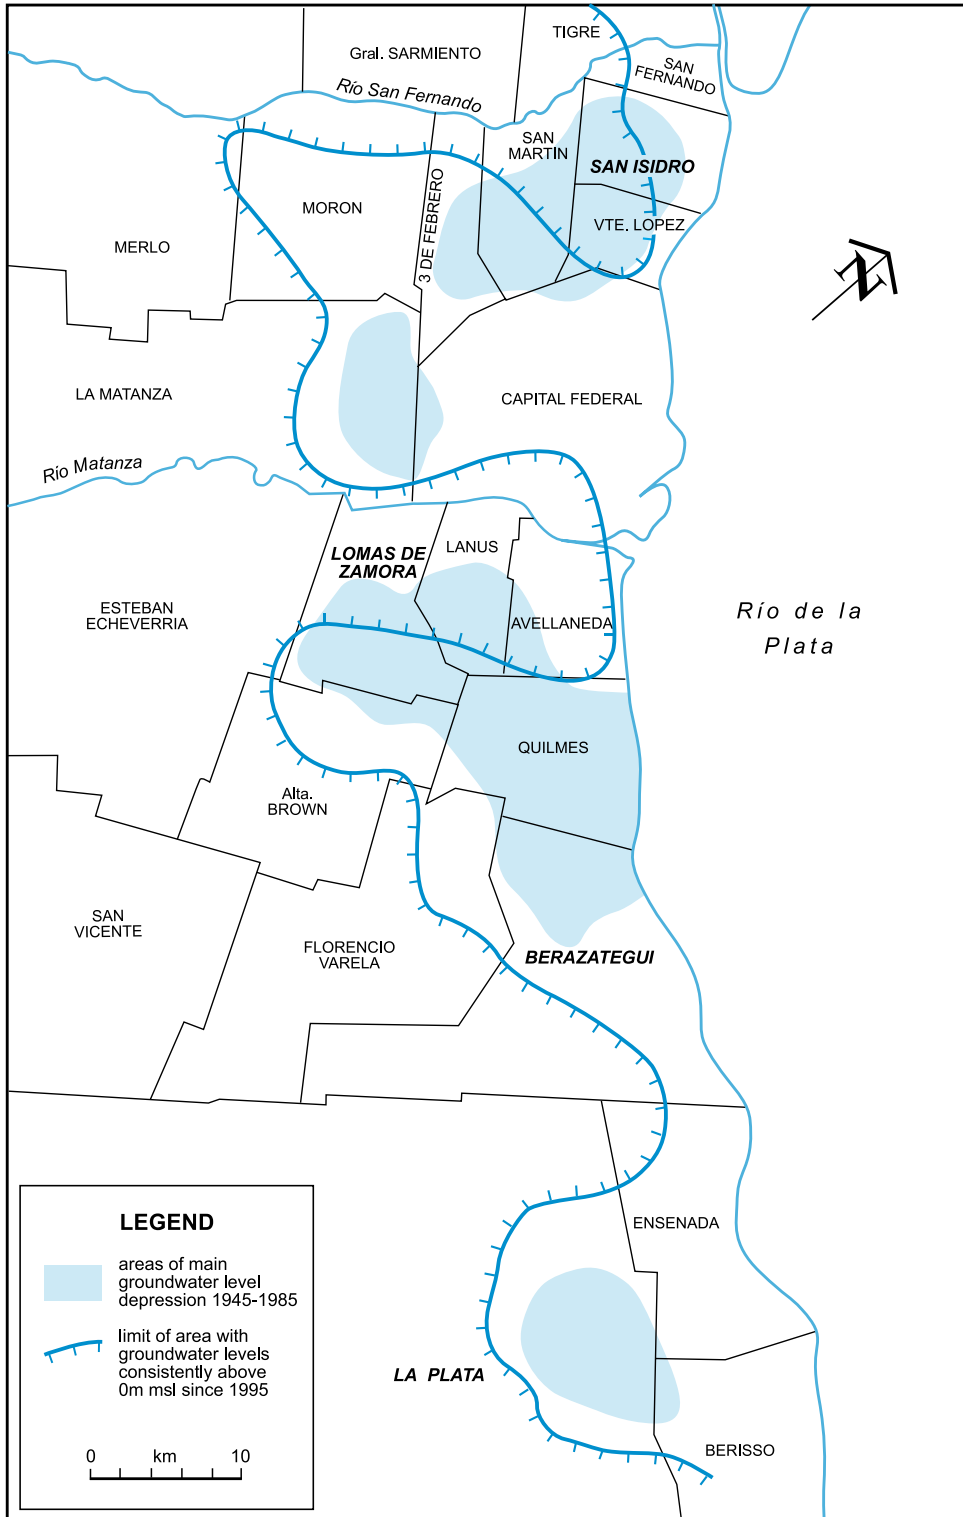 TIGRE
Gral. SARMIENTO
SAN
FERNANDO
Río San Fernando
SAN
MARTIN
SAN ISIDRO
3 DE FEBRERO
MORON
VTE. LOPEZ
MERLO
N
LA MATANZA
CAPITAL FEDERAL
Río Matanza
LOMAS DE
ZAMORA
LANUS
ESTEBAN
ECHEVERRIA
AVELLANEDA
Río de la
Plata
QUILMES
Alta.
BROWN
SAN
VICENTE
FLORENCIO
VARELA
BERAZATEGUI
ENSENADA
LA PLATA
BERISSO
LEGEND
areas of main
groundwater level
depression 1945-1985
limit of area with
groundwater levels
consistently above
0m msl since 1995
0 km 10